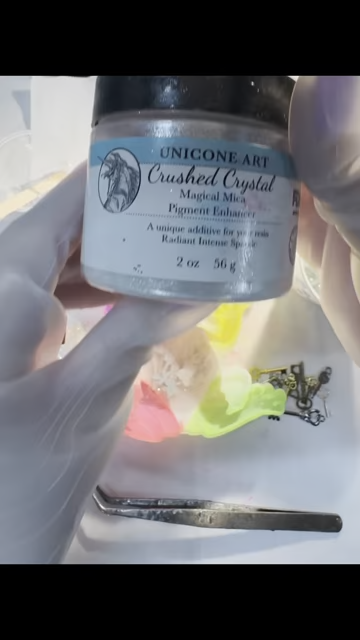 UNICONE ART
Crushed Crystal
Magical Mica
Pigment Enhancer
A unique additive for your resin
Radiant Intense Sparkle
2 oz 56 g